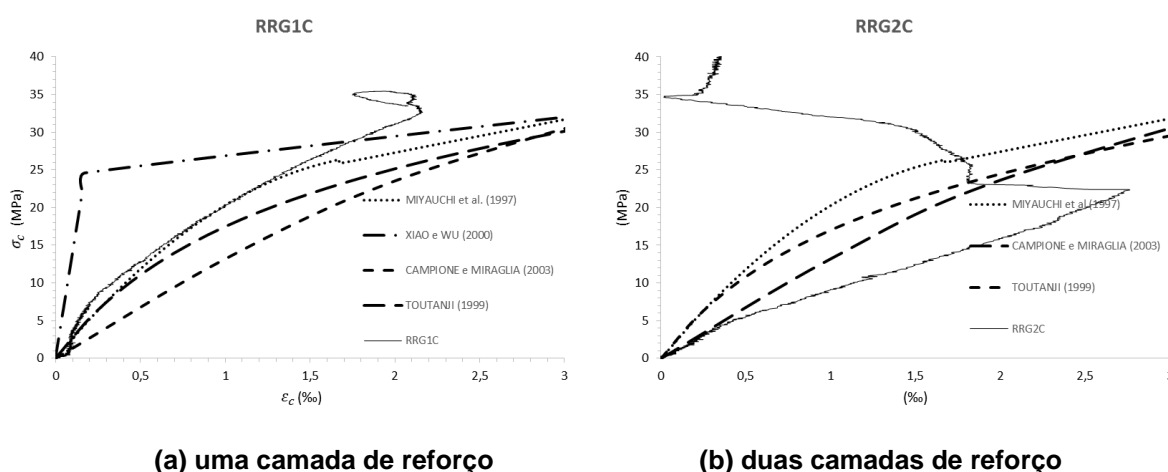 RRG1C
40
35
30
25
20
15
10
5
0
σc (MPa)
0 0,5 1 1,5 2 2,5 3
εc (‰)
MIYAUCHI et al. (1997)
XIAO e WU (2000)
CAMPIONE e MIRAGLIA (2003)
TOUTANJI (1999)
RRG1C
(a) uma camada de reforço
RRG2C
40
35
30
25
20
15
10
5
0
(MPa)
0 0,5 1 1,5 2 2,5 3
(‰)
MIYAUCHI et al. (1997)
CAMPIONE e MIRAGLIA (2003)
TOUTANJI (1999)
RRG2C
(b) duas camadas de reforço